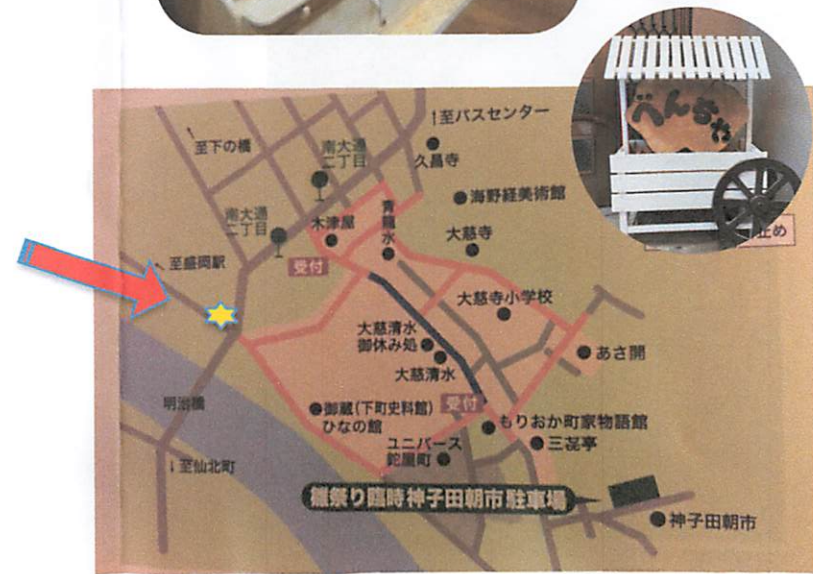 べんちゃ
止め
↑至バスセンター
至下の橋
南大通
二丁目
久昌寺
海野経美術館
南大通
二丁目
木津屋
青龍水
大慈寺
至盛岡駅
受付
大慈寺小学校
大慈清水
御休み処
大慈清水
あさ開
明治橋
御蔵(下町史料館)
ひなの館
受付
もりおか町家物語館
ユニバース
鉈屋町
三寿亭
↓至仙北町
雛祭り臨時神子田朝市駐車場
神子田朝市